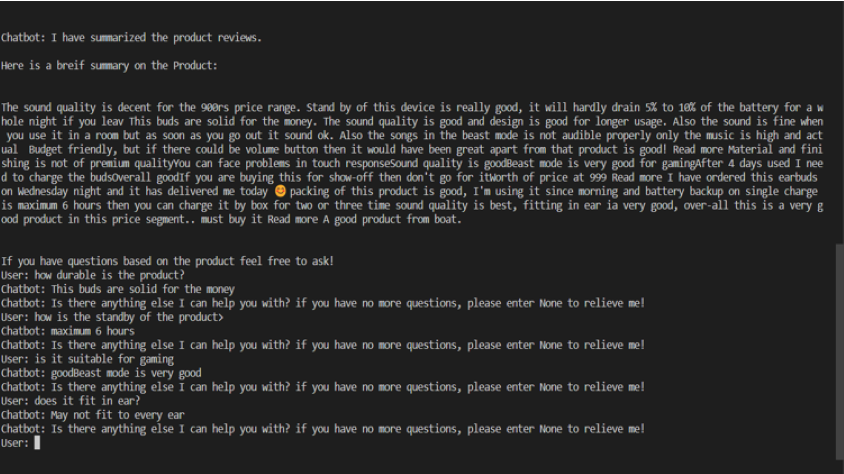 Chatbot: I have summarized the product reviews.
Here is a breif summary on the Product:
The sound quality is decent for the 900rs price range. Stand by of this device is really good, it will hardly drain 5% to 10% of the battery for a w
hole night if you leav This buds are solid for the money. The sound quality is good and design is good for longer usage. Also the sound is fine when
you use it in a room but as soon as you go out it sound ok. Also the songs in the beast mode is not audible properly only the music is high and act
ual  Budget friendly, but if there could be volume button then it would have been great apart from that product is good! Read more Material and fini
shing is not of premium qualityYou can face problems in touch responseSound quality is goodBeast mode is very good for gamingAfter 4 days used I nee
d to charge the budsOverall goodIf you are buying this for show-off then don't go for itWorth of price at 999 Read more I have ordered this earbuds
on Wednesday night and it has delivered me today 😊 packing of this product is good, I'm using it since morning and battery backup on single charge
is maximum 6 hours then you can charge it by box for two or three time sound quality is best, fitting in ear ia very good, over-all this is a very g
ood product in this price segment.. must buy it Read more A good product from boat.
If you have questions based on the product feel free to ask!
User: how durable is the product?
Chatbot: This buds are solid for the money
Chatbot: Is there anything else I can help you with? if you have no more questions, please enter None to relieve me!
User: how is the standby of the product>
Chatbot: maximum 6 hours
Chatbot: Is there anything else I can help you with? if you have no more questions, please enter None to relieve me!
User: is it suitable for gaming
Chatbot: goodBeast mode is very good
Chatbot: Is there anything else I can help you with? if you have no more questions, please enter None to relieve me!
User: does it fit in ear?
Chatbot: May not fit to every ear
Chatbot: Is there anything else I can help you with? if you have no more questions, please enter None to relieve me!
User: